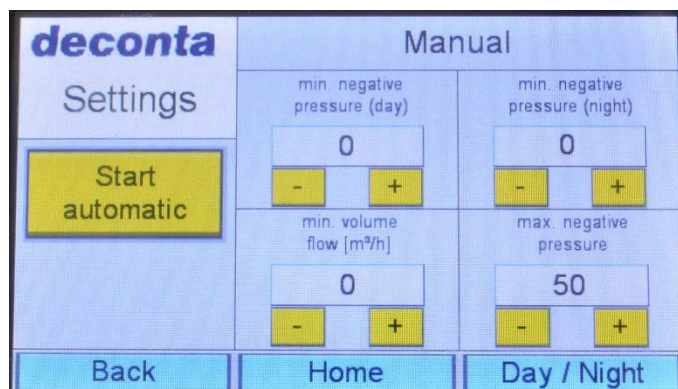 deconta
Settings
Start
automatic
Manual
min. negative
pressure (day)
0
- +
min. negative
pressure (night)
0
- +
min. volume
flow [m³/h]
0
- +
max. negative
pressure
50
- +
Back
Home
Day / Night